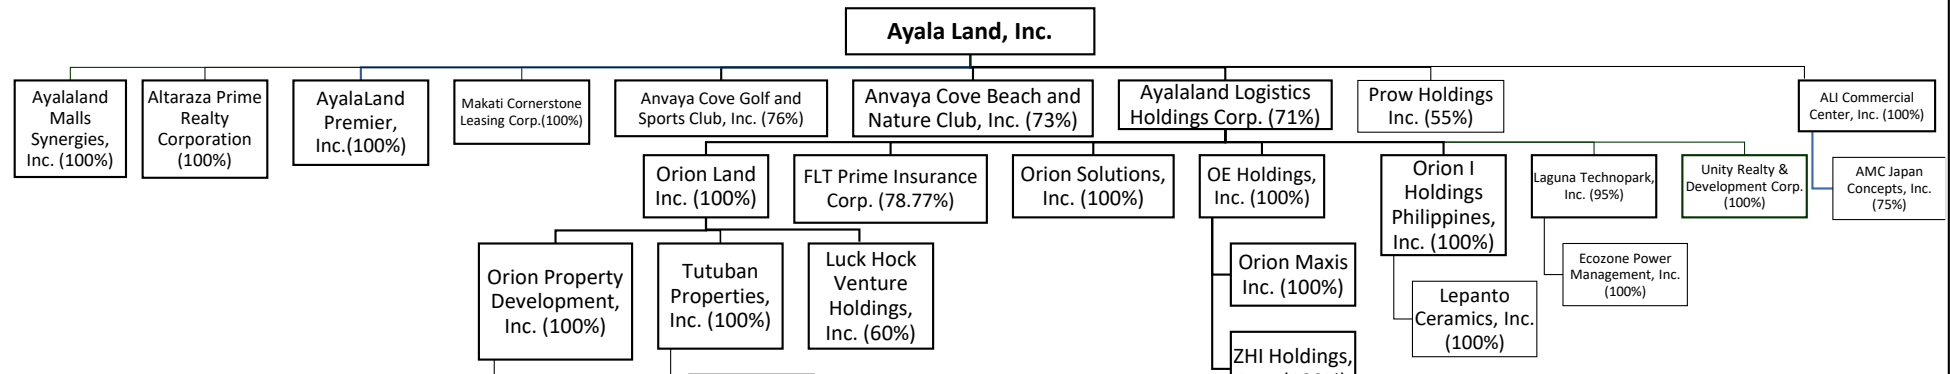 Ayala Land, Inc.
Ayalaland
Malls
Synergies,
Inc. (100%)
Altaraza Prime
Realty
Corporation
(100%)
AyalaLand
Premier,
Inc.(100%)
Makati Cornerstone
Leasing Corp.(100%)
Anvaya Cove Golf and
Sports Club, Inc. (76%)
Anvaya Cove Beach and
Nature Club, Inc. (73%)
Ayalaland Logistics
Holdings Corp. (71%)
Prow Holdings
Inc. (55%)
ALI Commercial
Center, Inc. (100%)
Orion Land
Inc. (100%)
FLT Prime Insurance
Corp. (78.77%)
Orion Solutions,
Inc. (100%)
OE Holdings,
Inc. (100%)
Orion I
Holdings
Philippines,
Inc. (100%)
Laguna Technopark,
Inc. (95%)
Unity Realty &
Development Corp.
(100%)
AMC Japan
Concepts, Inc.
(75%)
Orion Property
Development,
Inc. (100%)
Tutuban
Properties,
Inc. (100%)
Luck Hock
Venture
Holdings,
Inc. (60%)
Orion Maxis
Inc. (100%)
Lepanto
Ceramics, Inc.
(100%)
Ecozone Power
Management, Inc.
(100%)
ZHI Holdings,